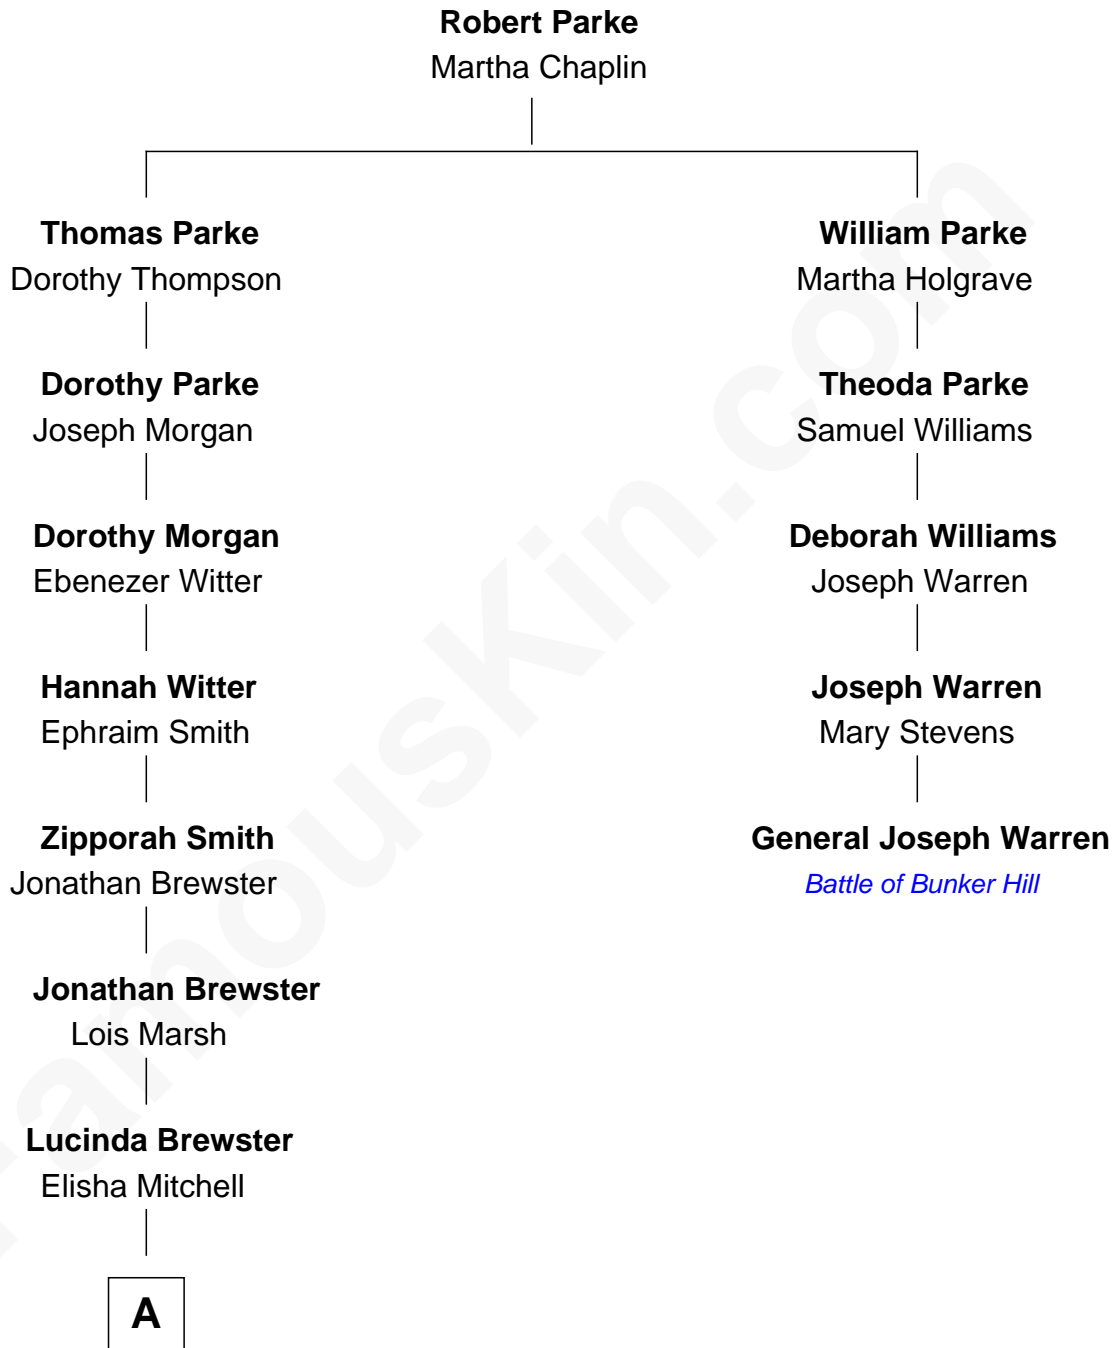 Robert Parke
Martha Chaplin
Thomas Parke
Dorothy Thompson
William Parke
Martha Holgrave
Dorothy Parke
Joseph Morgan
Theoda Parke
Samuel Williams
Dorothy Morgan
Ebenezer Witter
Deborah Williams
Joseph Warren
Hannah Witter
Ephraim Smith
Joseph Warren
Mary Stevens
Zipporah Smith
Jonathan Brewster
General Joseph Warren
Battle of Bunker Hill
Jonathan Brewster
Lois Marsh
Lucinda Brewster
Elisha Mitchell
A
FamousKin.com